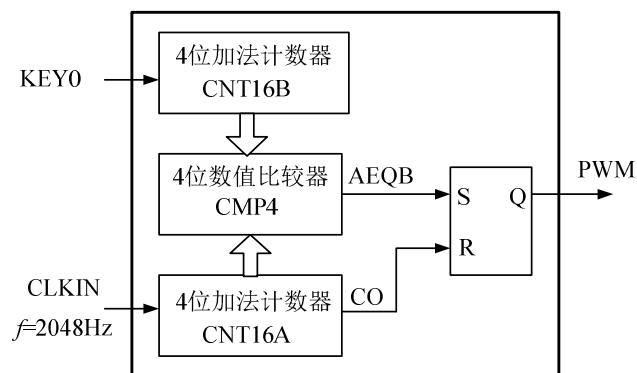 4位加法计数器
CNT16B
KEY0
4位数值比较器
CMP4
AEQB
S
Q
PWM
R
CLKIN
f=2048Hz
4位加法计数器
CNT16A
CO